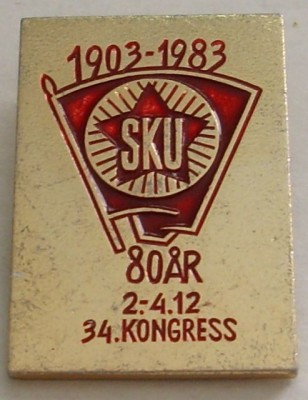 1903-1983
SKU
80ÅR
2.-4.12
34.KONGRESS